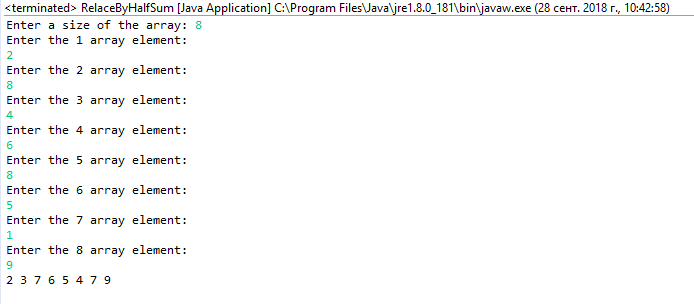 <terminated> RelaceByHalfSum [Java Application] C:\Program Files\Java\jre1.8.0_181\bin\javaw.exe (28 сент. 2018 г., 10:42:58)
Enter a size of the array: 8
Enter the 1 array element:
2
Enter the 2 array element:
8
Enter the 3 array element:
4
Enter the 4 array element:
6
Enter the 5 array element:
8
Enter the 6 array element:
5
Enter the 7 array element:
1
Enter the 8 array element:
9
2 3 7 6 5 4 7 9